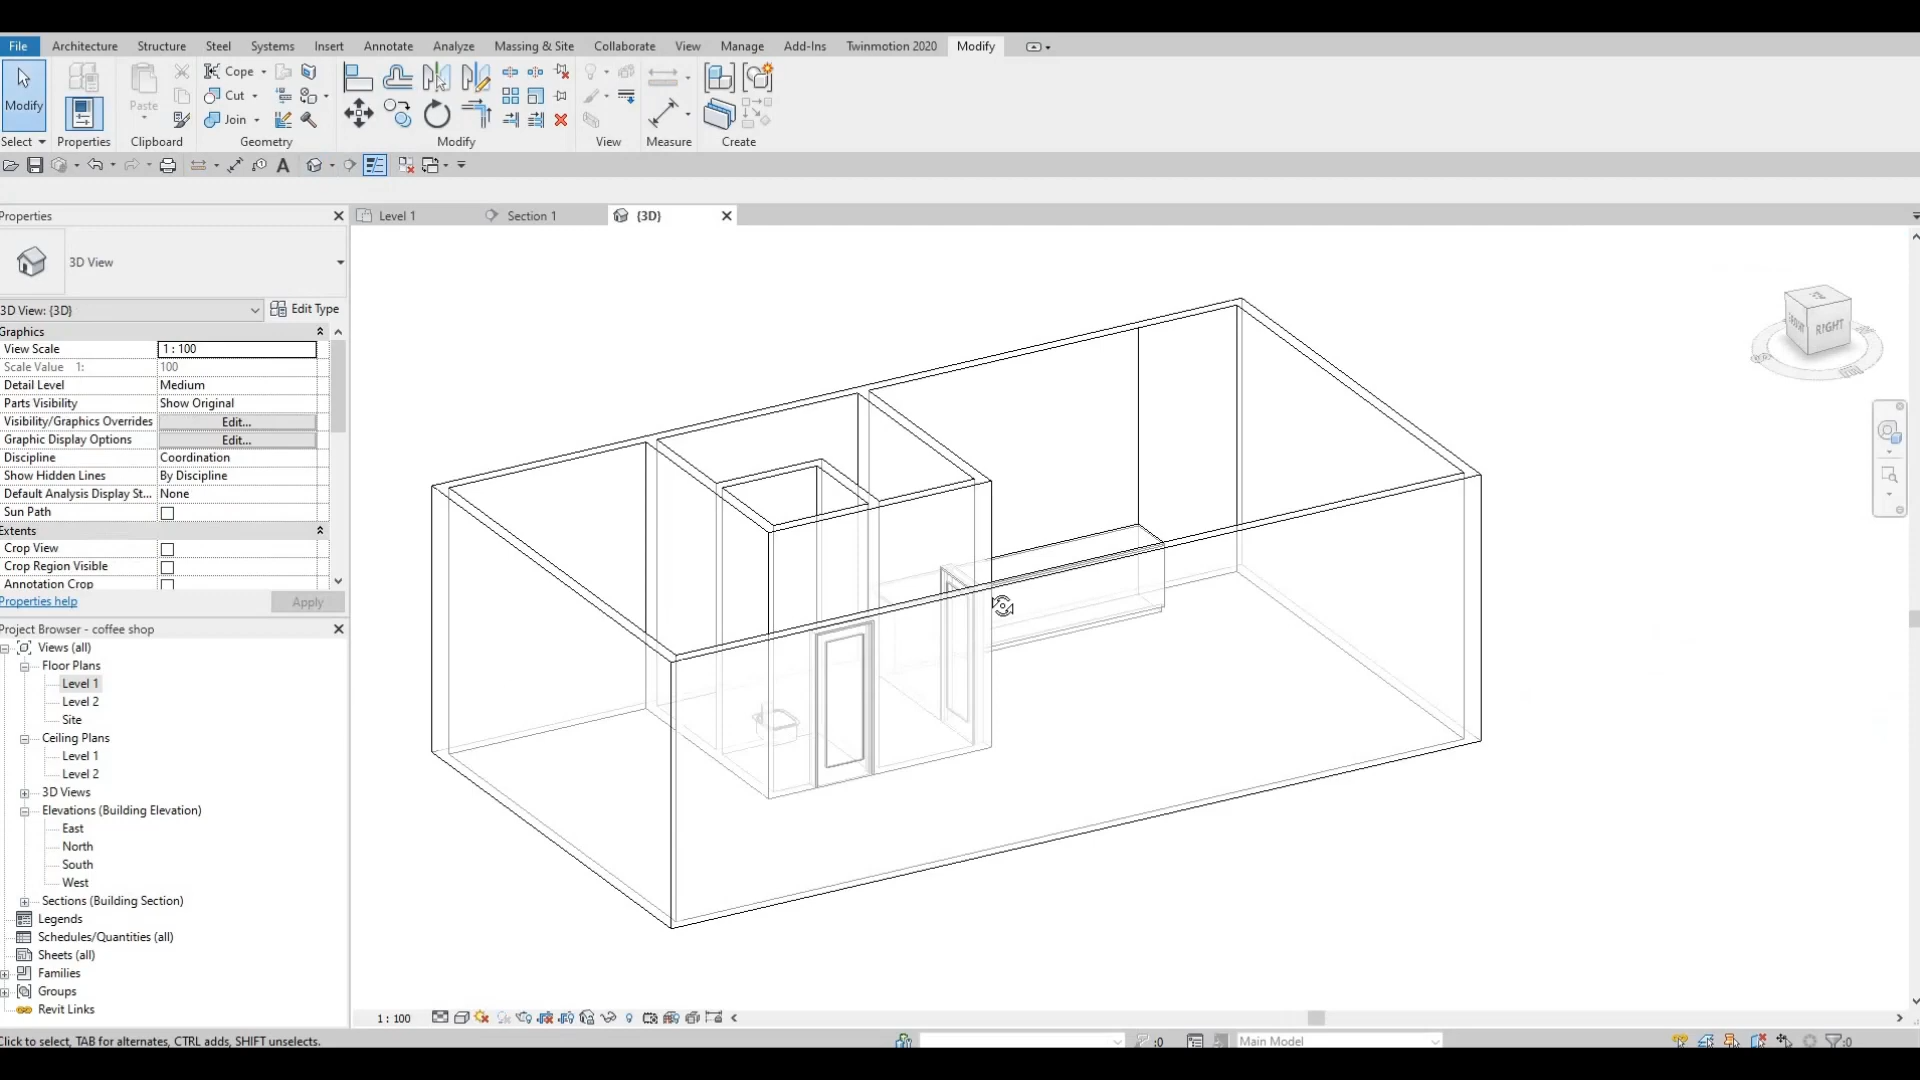 File Architecture Structure Steel Systems Insert Annotate Analyze Massing & Site Collaborate View Manage Add-Ins Twinmotion 2020 Modify
Modify Paste Cope Cut Join
Select Properties Clipboard Geometry Modify View Measure Create
Properties Level 1 Section 1 {3D}
3D View
3D View: {3D} Edit Type
Graphics
View Scale 1 : 100
Scale Value 1: 100
Detail Level Medium
Parts Visibility Show Original
Visibility/Graphics Overrides Edit...
Graphic Display Options Edit...
Discipline Coordination
Show Hidden Lines By Discipline
Default Analysis Display St... None
Sun Path
Extents
Crop View
Crop Region Visible
Annotation Crop
Properties help Apply
Project Browser - coffee shop
Views (all)
Floor Plans
Level 1
Level 2
Site
Ceiling Plans
Level 1
Level 2
3D Views
Elevations (Building Elevation)
East
North
South
West
Sections (Building Section)
Legends
Schedules/Quantities (all)
Sheets (all)
Families
Groups
Revit Links
RIGHT
1 : 100
Click to select, TAB for alternates, CTRL adds, SHIFT unselects. :0 Main Model :0